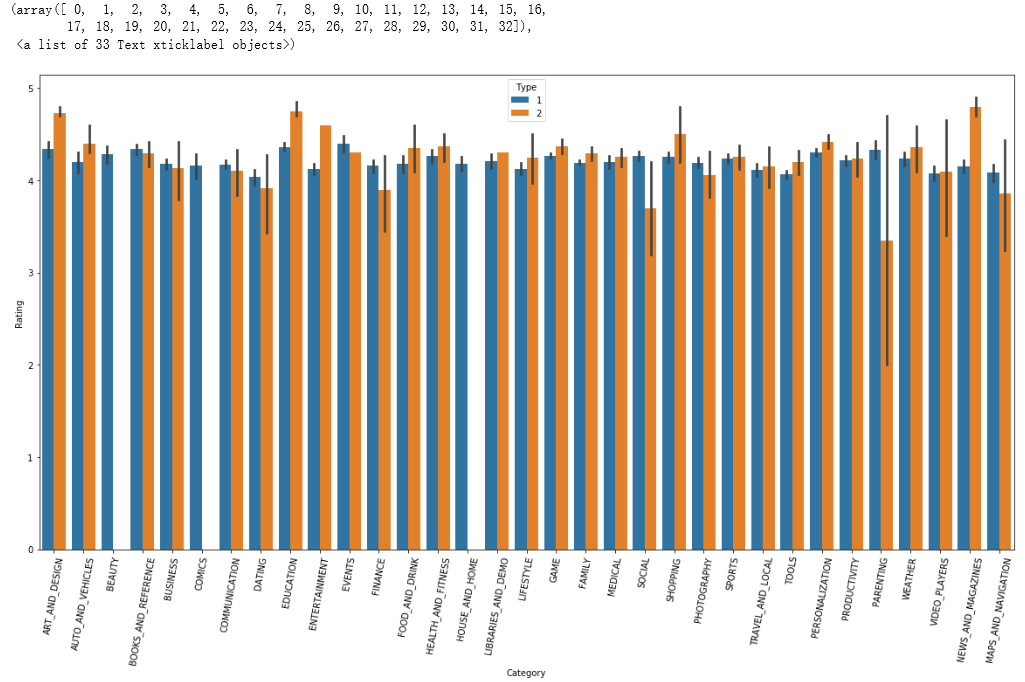 (array([ 0, 1, 2, 3, 4, 5, 6, 7, 8, 9, 10, 11, 12, 13, 14, 15, 16,
17, 18, 19, 20, 21, 22, 23, 24, 25, 26, 27, 28, 29, 30, 31, 32]),
<a list of 33 Text xticklabel objects>)
Type
1
2
5
4
3
2
1
0
Rating
ART_AND_DESIGN
AUTO_AND_VEHICLES
BEAUTY
BOOKS_AND_REFERENCE
BUSINESS
COMICS
COMMUNICATION
DATING
EDUCATION
ENTERTAINMENT
EVENTS
FINANCE
FOOD_AND_DRINK
HEALTH_AND_FITNESS
HOUSE_AND_HOME
LIBRARIES_AND_DEMO
LIFESTYLE
GAME
FAMILY
MEDICAL
SOCIAL
SHOPPING
PHOTOGRAPHY
SPORTS
TRAVEL_AND_LOCAL
TOOLS
PERSONALIZATION
PRODUCTIVITY
PARENTING
WEATHER
VIDEO_PLAYERS
NEWS_AND_MAGAZINES
MAPS_AND_NAVIGATION
Category